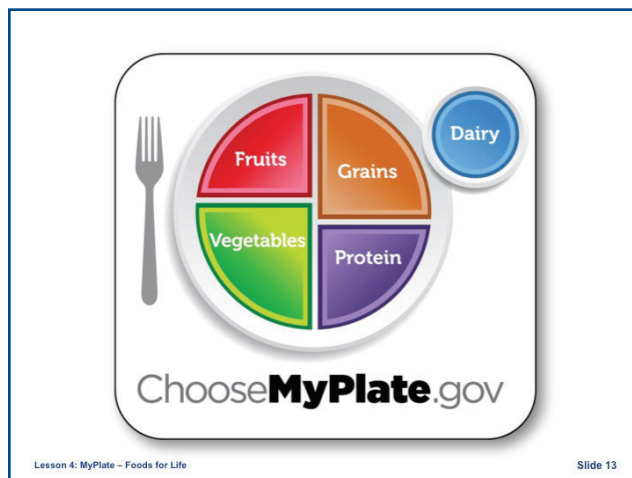 Fruits
Grains
Dairy
Vegetables
Protein
ChooseMyPlate.gov
Lesson 4: MyPlate – Foods for Life
Slide 13